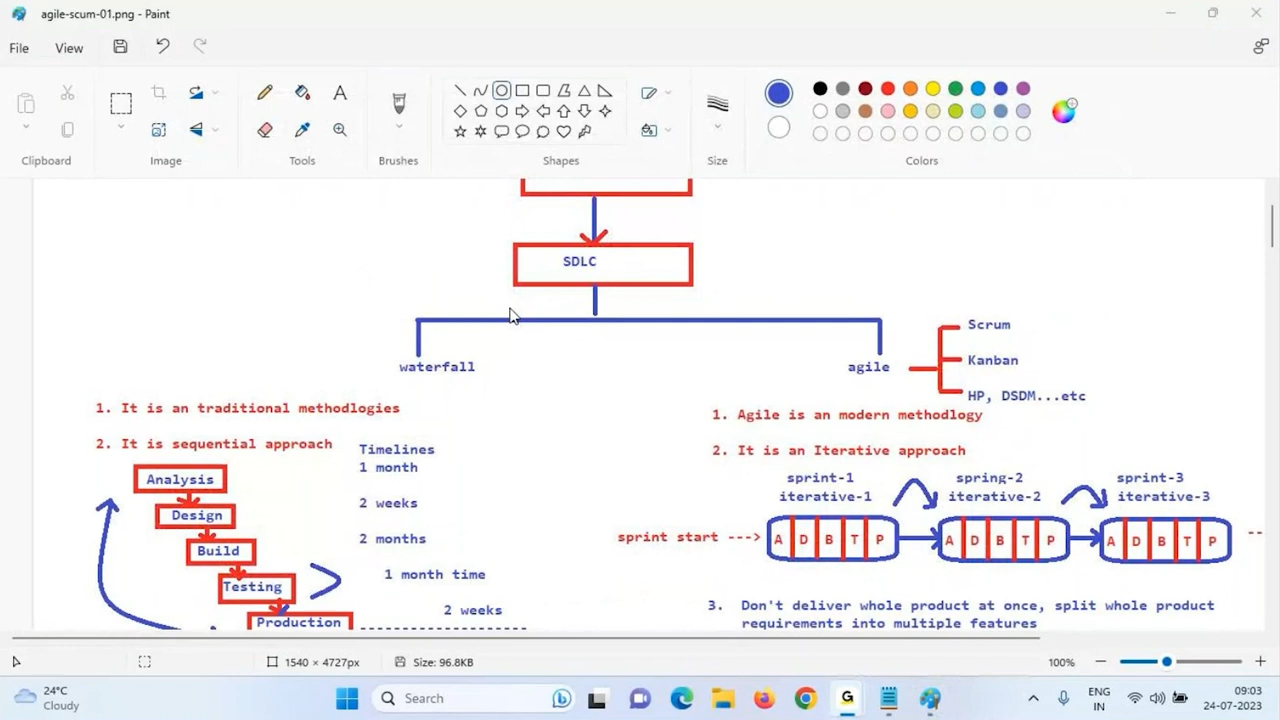 agile-scum-01.png - Paint
File View
Clipboard Image Tools Brushes Shapes Size Colors
SDLC
waterfall
agile
Scrum
Kanban
HP, DSDM...etc
1. It is an traditional methodlogies
2. It is sequential approach
Timelines
1 month
2 weeks
2 months
1 month time
2 weeks
Analysis
Design
Build
Testing
Production
1. Agile is an modern methodlogy
2. It is an Iterative approach
sprint-1 spring-2 sprint-3
iterative-1 iterative-2 iterative-3
sprint start ---> A D B T P A D B T P A D B T P --
3. Don't deliver whole product at once, split whole product
requirements into multiple features
1540 × 4727px Size: 96.8KB 100%
24°C
Cloudy
Search
ENG
IN
09:03
24-07-2023